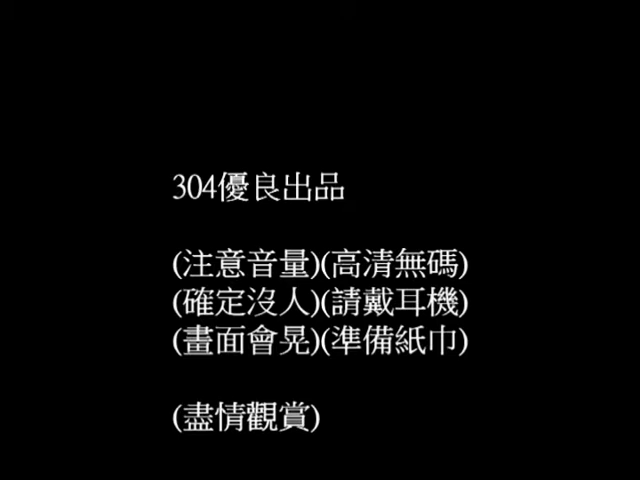 304優良出品
(注意音量)(高清無碼)
(確定沒人)(請戴耳機)
(畫面會晃)(準備紙巾)
(盡情觀賞)